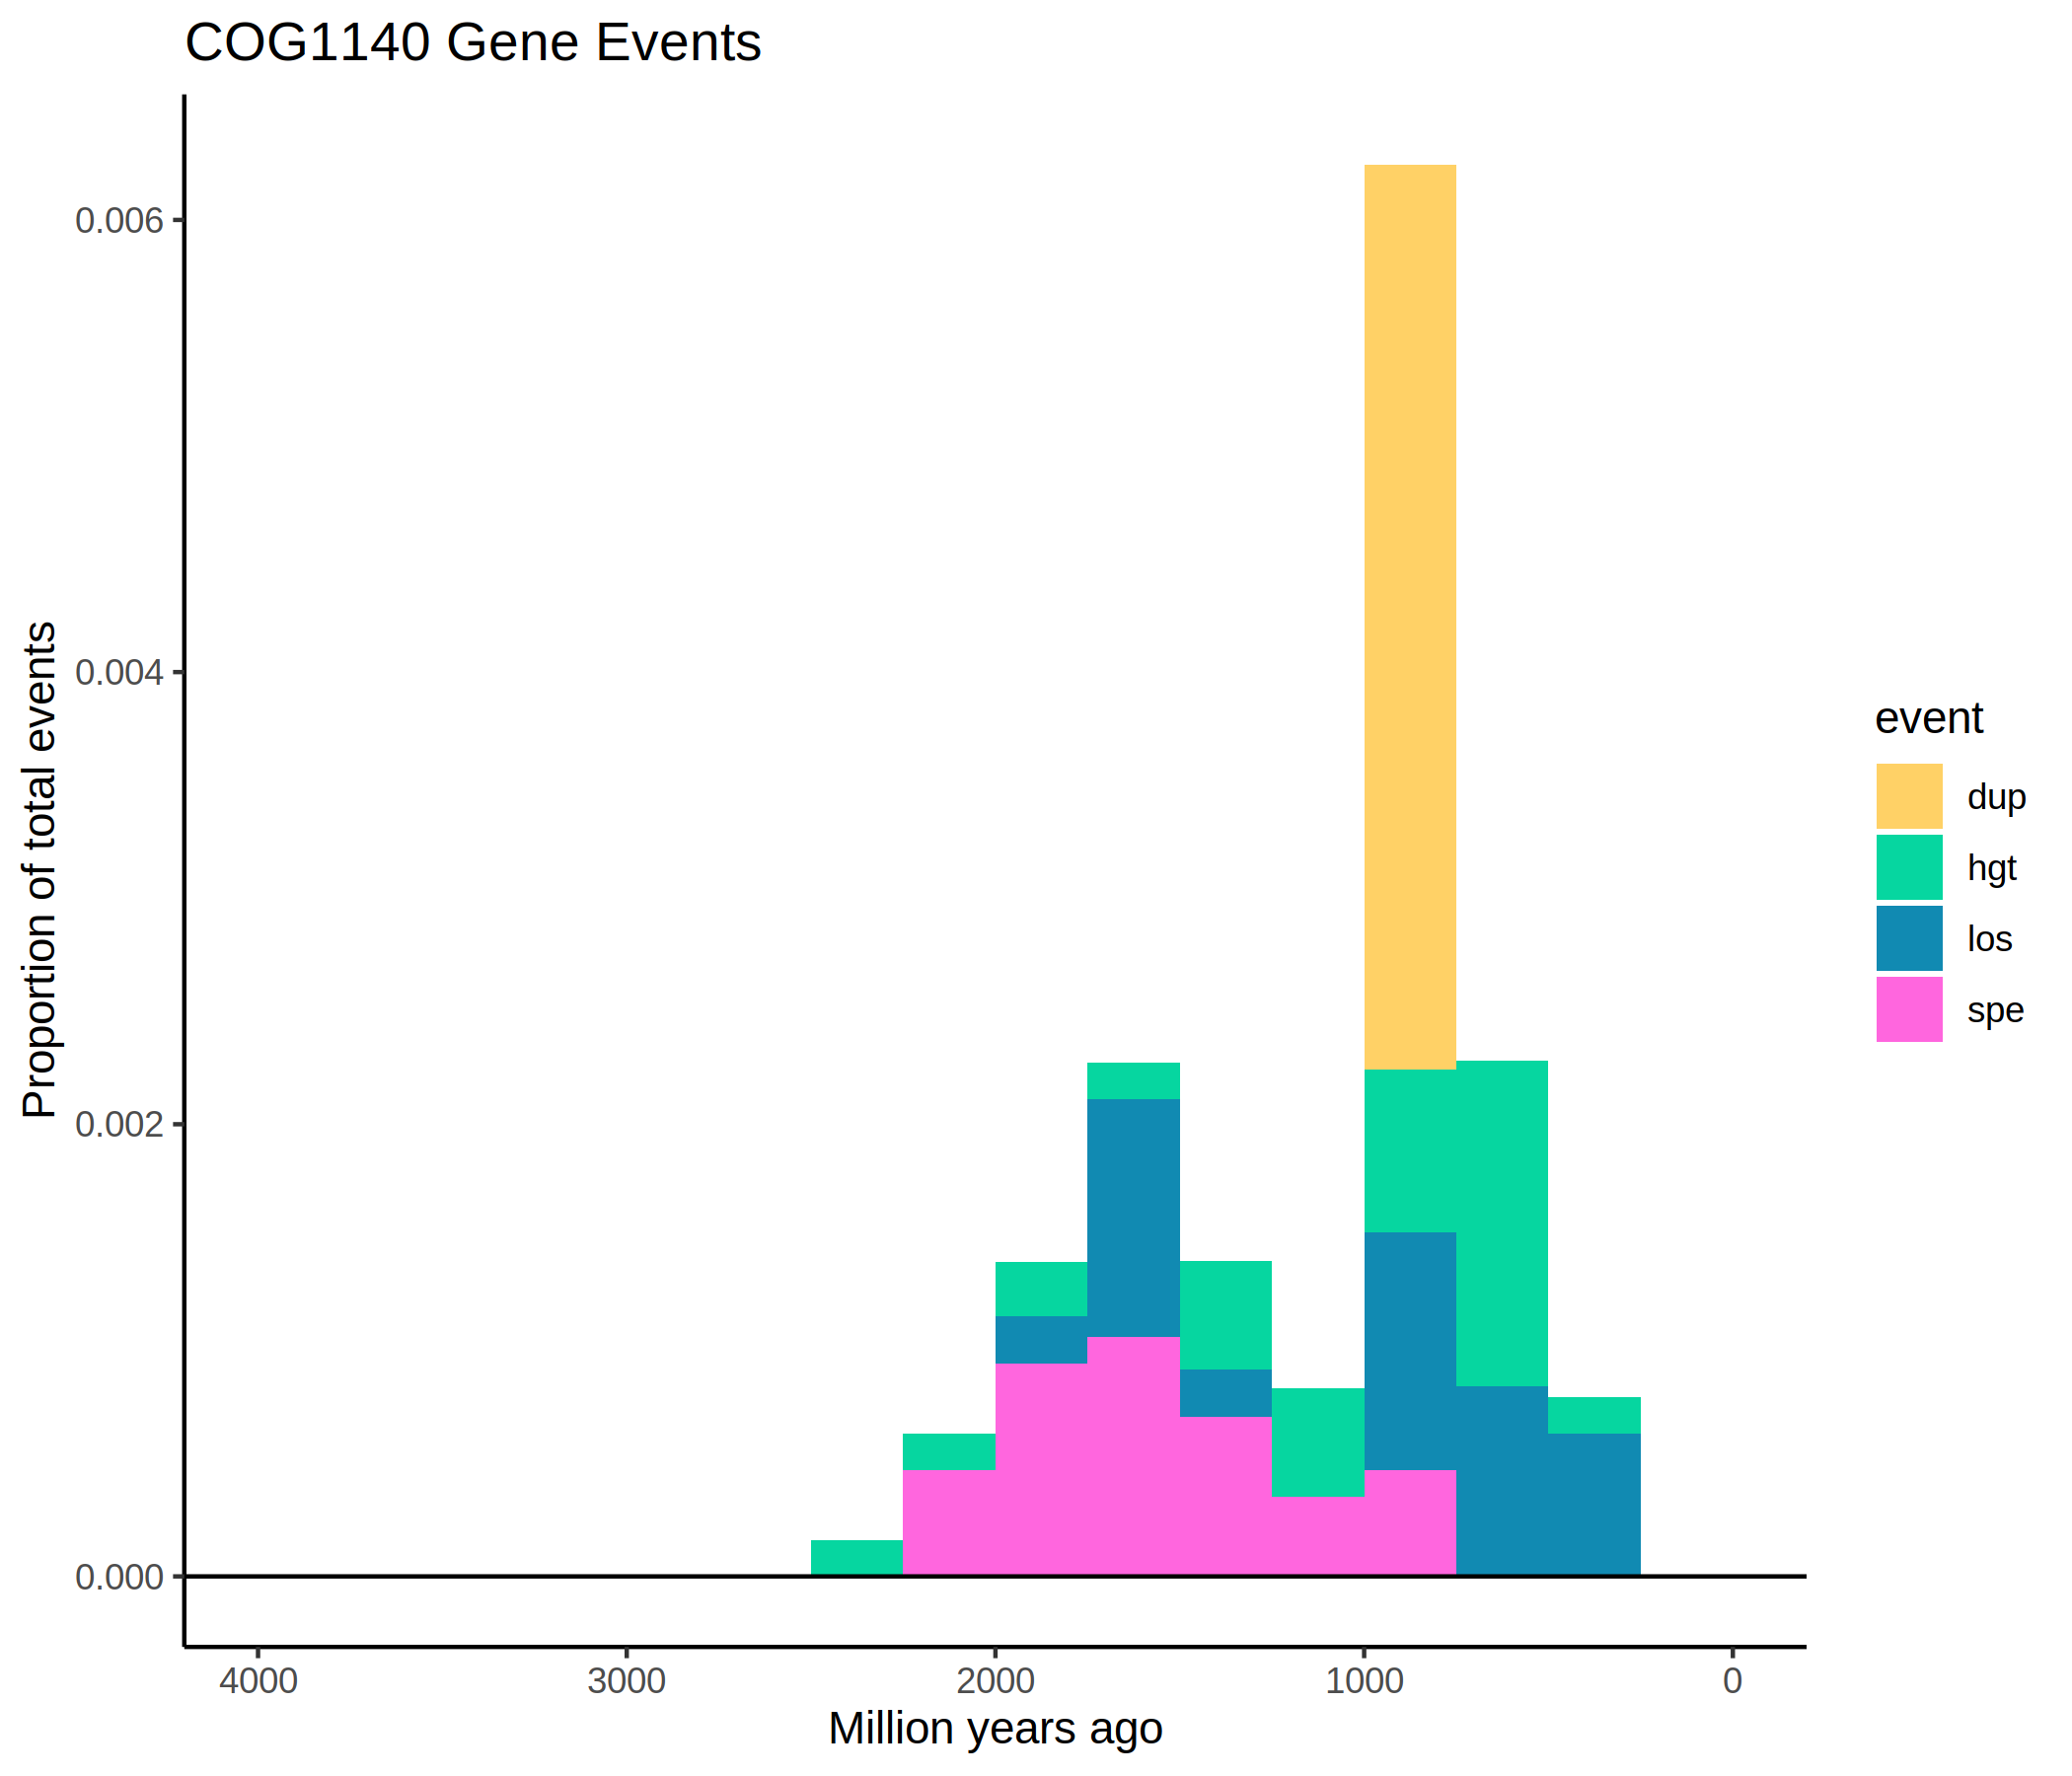 COG1140 Gene Events
Proportion of total events
0.006
0.004
0.002
0.000
4000 3000 2000 1000 0
Million years ago
event
dup
hgt
los
spe